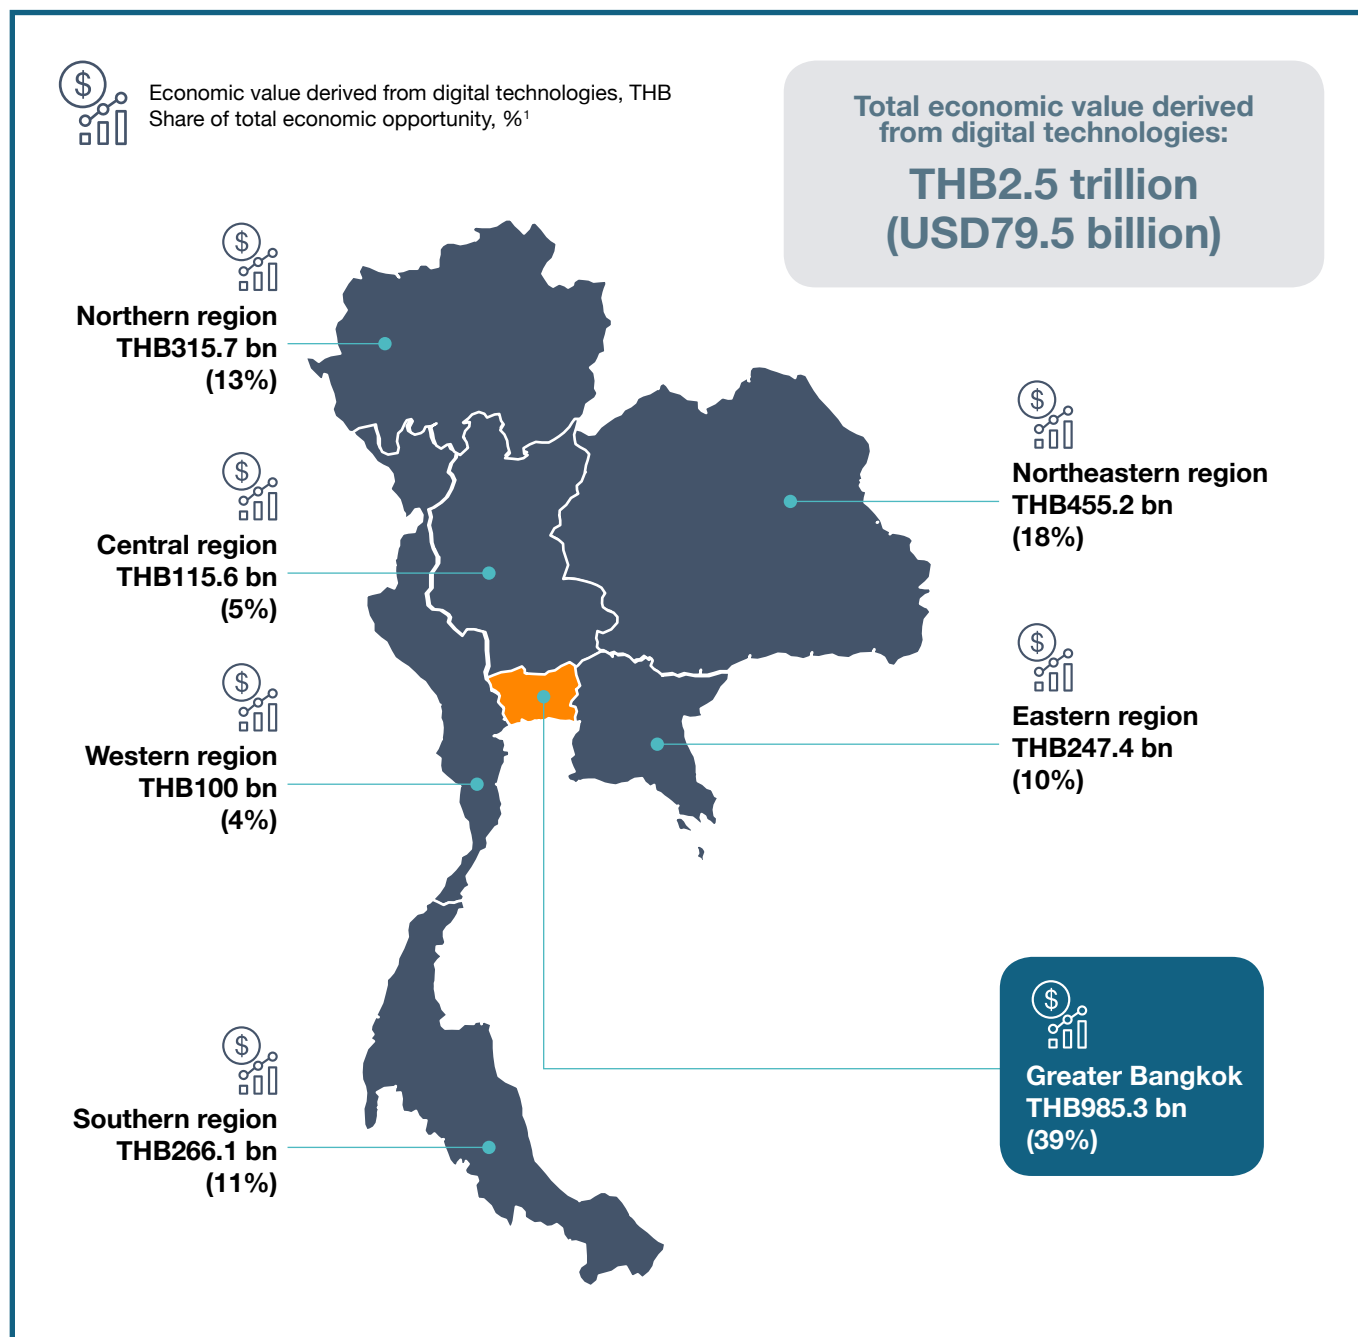 Economic value derived from digital technologies, THB
Share of total economic opportunity, %¹
Total economic value derived
from digital technologies:
THB2.5 trillion
(USD79.5 billion)
Northern region
THB315.7 bn
(13%)
Northeastern region
THB455.2 bn
(18%)
Central region
THB115.6 bn
(5%)
Eastern region
THB247.4 bn
(10%)
Western region
THB100 bn
(4%)
Greater Bangkok
THB985.3 bn
(39%)
Southern region
THB266.1 bn
(11%)